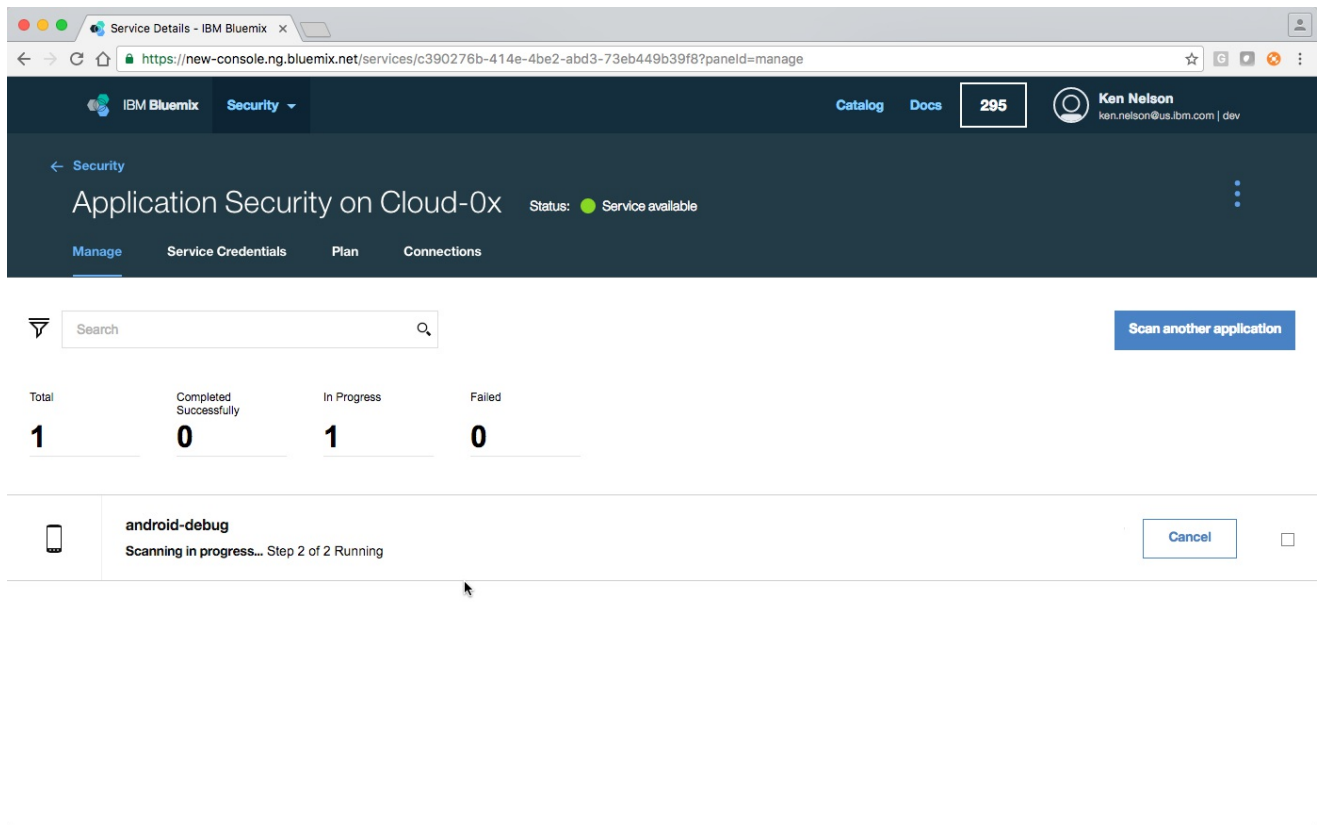 Service Details - IBM Bluemix
https://new-console.ng.bluemix.net/services/c390276b-414e-4be2-abd3-73eb449b39f8?paneId=manage
G
IBM Bluemix Security Catalog Docs 295 Ken Nelson
ken.nelson@us.ibm.com | dev
← Security
Application Security on Cloud-0x Status: Service available
Manage Service Credentials Plan Connections
Search Scan another application
Total Completed Successfully In Progress Failed
1 0 1 0
android-debug
Scanning in progress... Step 2 of 2 Running
Cancel